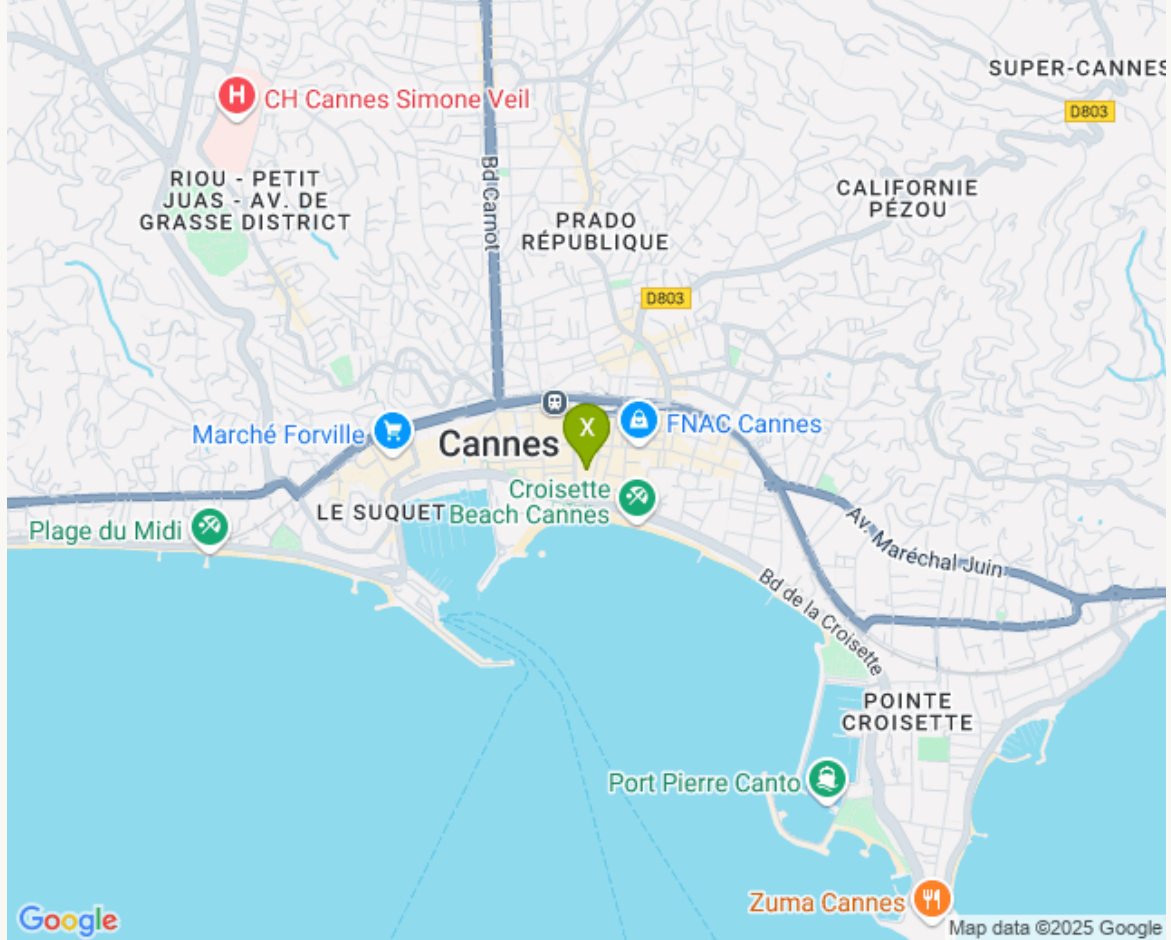 SUPER-CANNES
D803
CH Cannes Simone Veil
H
RIOU - PETIT
JUAS - AV. DE
GRASSE DISTRICT
Bd Carnot
CALIFORNIE
PÉZOU
PRADO
RÉPUBLIQUE
D803
Marché Forville
Cannes
X
FNAC Cannes
Croisette
Beach Cannes
LE SUQUET
Plage du Midi
Av. Maréchal Juin
Bd de la Croisette
POINTE
CROISETTE
Port Pierre Canto
Zuma Cannes
Google
Map data ©2025 Google